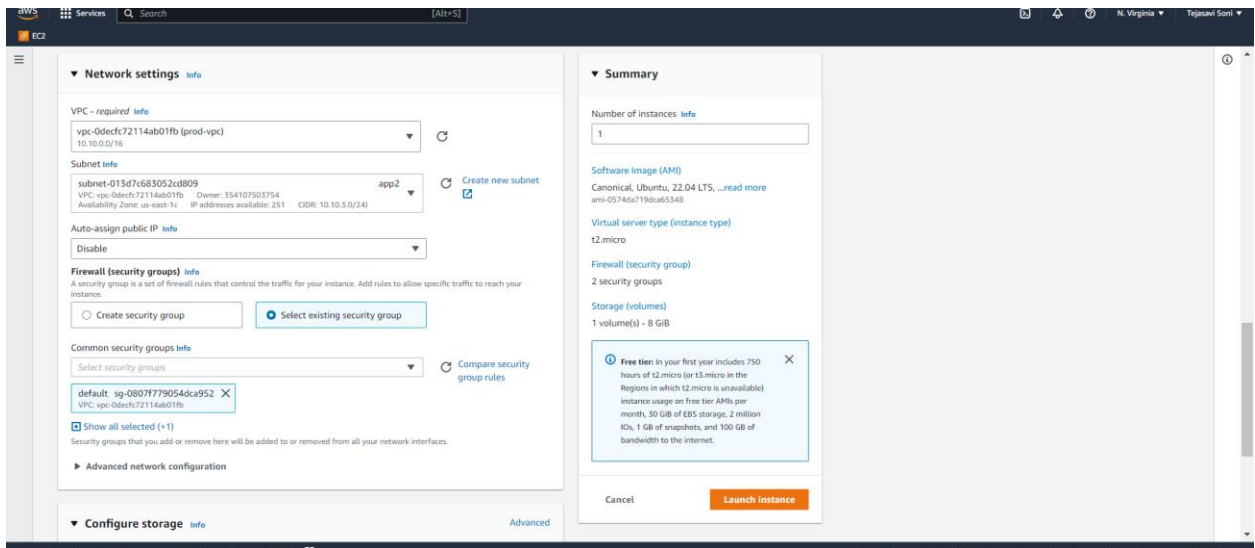 aws Services Search [Alt+S] N. Virginia ▼ Tejasavi Soni ▼
EC2
▼ Network settings Info
VPC - required Info
vpc-0decfc72114ab01fb (prod-vpc)
10.10.0.0/16
Subnet Info
subnet-013d7c683052cd809 app2
VPC: vpc-0decfc72114ab01fb Owner: 354107503754
Availability Zone: us-east-1c IP addresses available: 251 CIDR: 10.10.3.0/24)
Create new subnet
Auto-assign public IP Info
Disable
Firewall (security groups) Info
A security group is a set of firewall rules that control the traffic for your instance. Add rules to allow specific traffic to reach your
instance.
Create security group
Select existing security group
Common security groups Info
Select security groups
Compare security
group rules
default sg-0807f779054dca952 X
VPC: vpc-0decfc72114ab01fb
Show all selected (+1)
Security groups that you add or remove here will be added to or removed from all your network interfaces.
▶ Advanced network configuration
▼ Configure storage Info Advanced
▼ Summary
Number of instances Info
1
Software Image (AMI)
Canonical, Ubuntu, 22.04 LTS, ...read more
ami-0574da719dca65348
Virtual server type (instance type)
t2.micro
Firewall (security group)
2 security groups
Storage (volumes)
1 volume(s) - 8 GiB
Free tier: In your first year includes 750
hours of t2.micro (or t3.micro in the
Regions in which t2.micro is unavailable)
instance usage on free tier AMIs per
month, 30 GiB of EBS storage, 2 million
IOs, 1 GB of snapshots, and 100 GB of
bandwidth to the internet.
Cancel
Launch instance